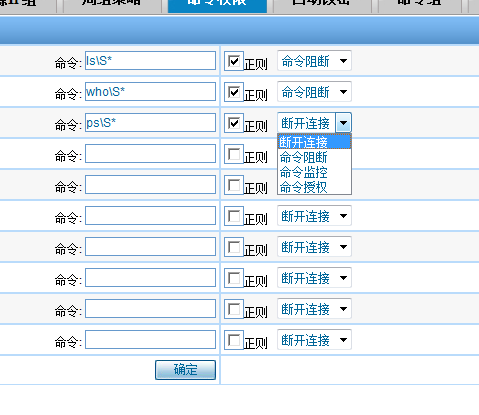 命令权限
命令: ls\S* 正则 命令阻断
命令: who\S* 正则 命令阻断
命令: ps\S* 正则 断开连接
断开连接
命令: 正则 命令阻断
命令监控
命令: 正则 命令授权
命令: 正则 断开连接
命令: 正则 断开连接
命令: 正则 断开连接
命令: 正则 断开连接
命令: 正则 断开连接
确定